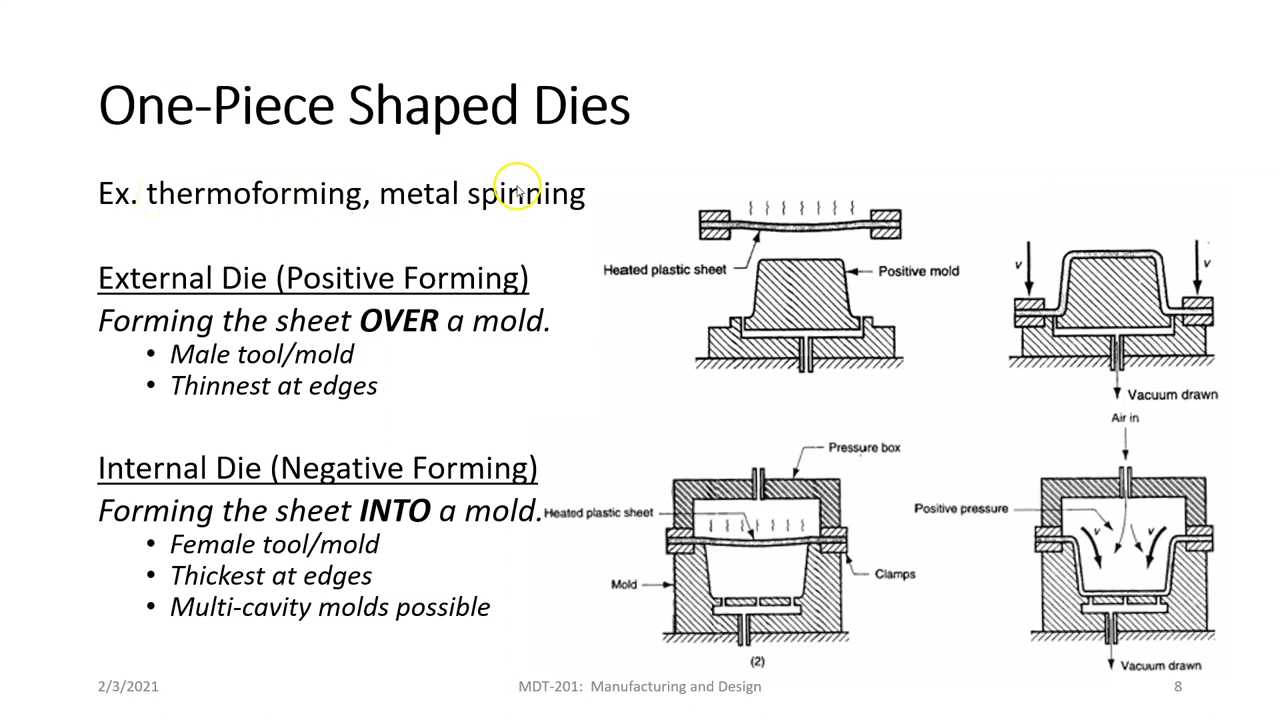 One-Piece Shaped Dies
Ex. thermoforming, metal spinning
External Die (Positive Forming)
Forming the sheet OVER a mold.
• Male tool/mold
• Thinnest at edges
Internal Die (Negative Forming)
Forming the sheet INTO a mold.
• Female tool/mold
• Thickest at edges
• Multi-cavity molds possible
Heated plastic sheet
Positive mold
v
v
Vacuum drawn
Pressure box
Heated plastic sheet
Mold
Clamps
(2)
Air in
Positive pressure
v
v
Vacuum drawn
2/3/2021
MDT-201: Manufacturing and Design
8